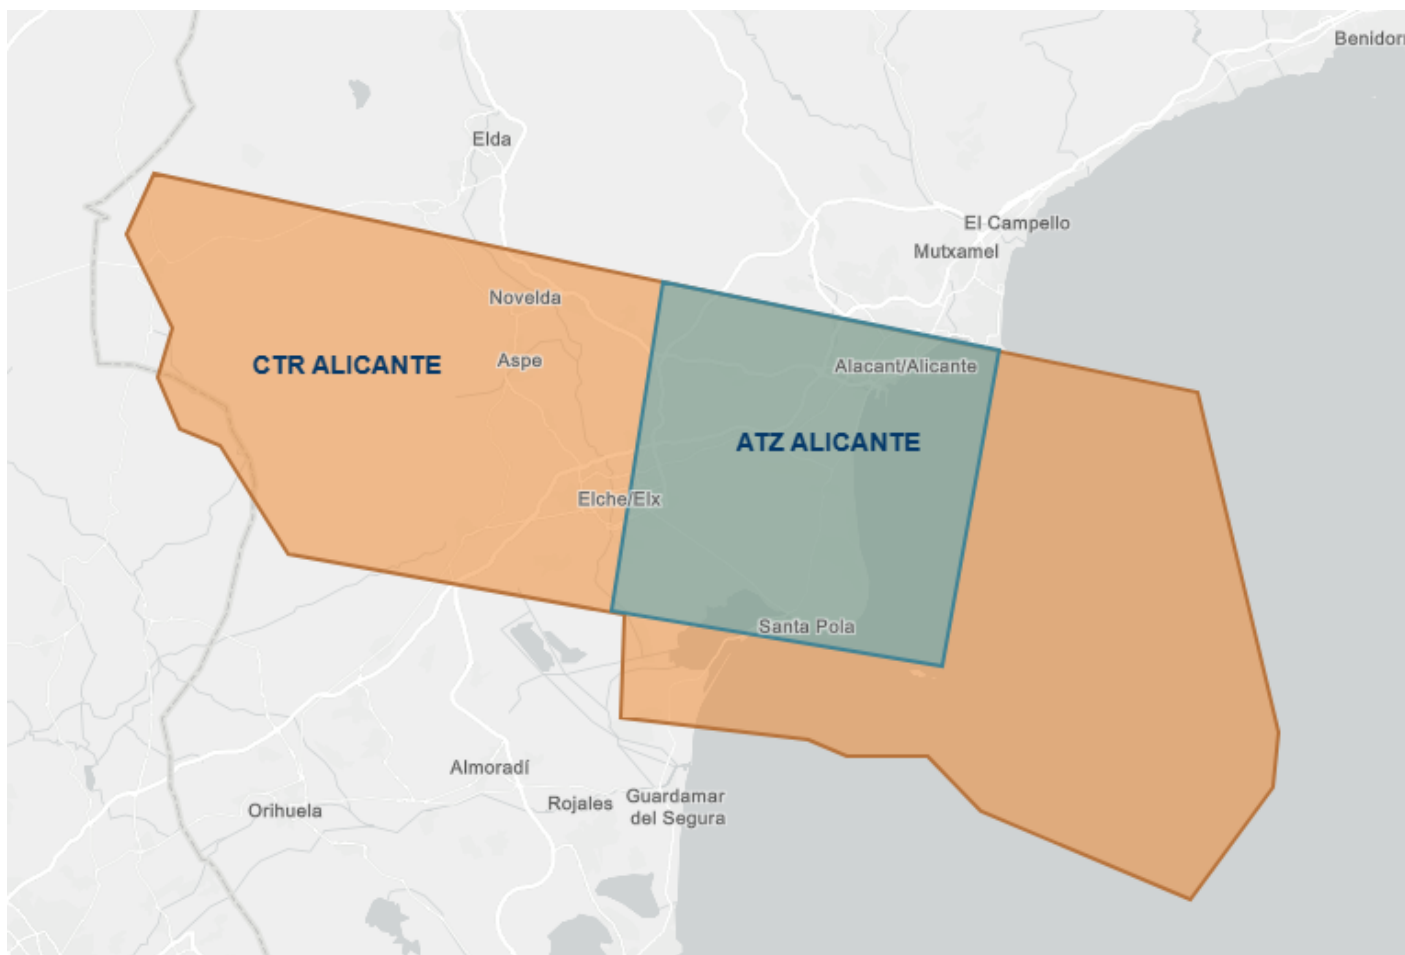 Benidorm
Elda
El Campello
Mutxamel
Novelda
CTR ALICANTE
Aspe
Alacant/Alicante
ATZ ALICANTE
Elche/Elx
Santa Pola
Almoradí
Orihuela
Rojales
Guardamar
del Segura